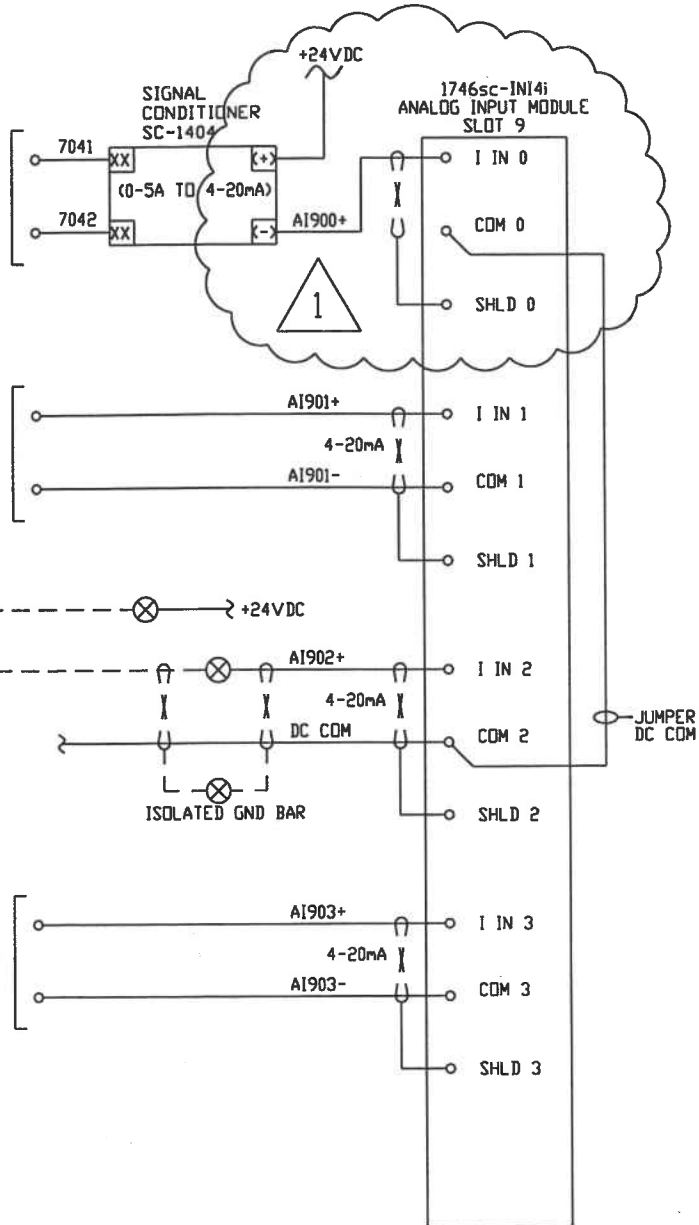 +24VDC
SIGNAL
CONDITIONER
SC-1404
1746sc-INI4i
ANALOG INPUT MODULE
SLOT 9
7041
XX
(+)
I IN 0
(0-5A TO 4-20mA)
7042
XX
(-)
AI900+
COM 0
1
SHLD 0
AI901+
I IN 1
4-20mA
AI901-
COM 1
SHLD 1
+24VDC
AI902+
I IN 2
4-20mA
DC COM
COM 2
JUMPER
DC COM
ISOLATED GND BAR
SHLD 2
AI903+
I IN 3
4-20mA
AI903-
COM 3
SHLD 3